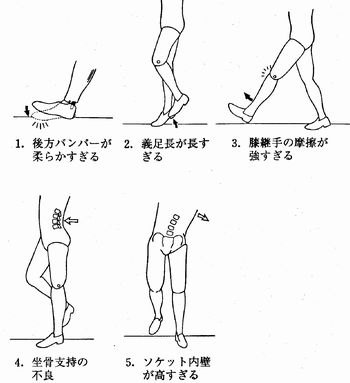 1. 後方バンパーが
柔らかすぎる
2. 義足長が長す
ぎる
3. 膝継手の摩擦が
強すぎる
4. 坐骨支持の
不良
5. ソケット内壁
が高すぎる